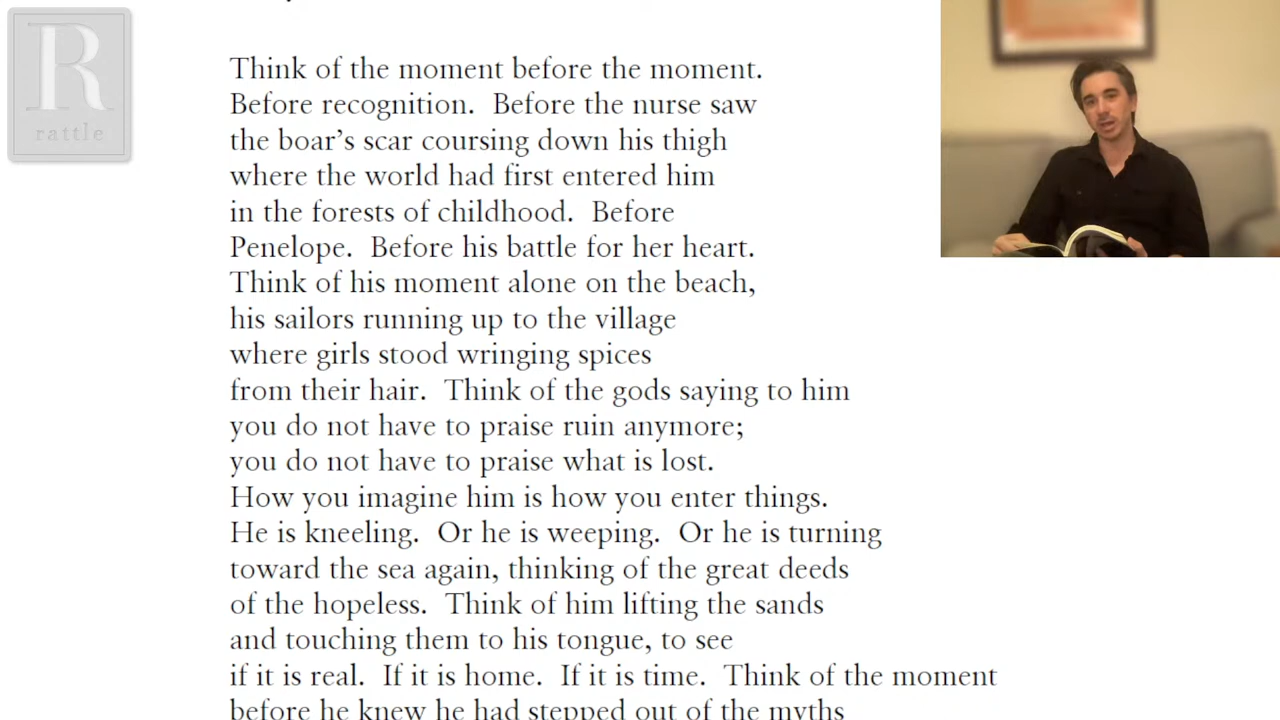 R
rattle
Think of the moment before the moment.
Before recognition. Before the nurse saw
the boar’s scar coursing down his thigh
where the world had first entered him
in the forests of childhood. Before
Penelope. Before his battle for her heart.
Think of his moment alone on the beach,
his sailors running up to the village
where girls stood wringing spices
from their hair. Think of the gods saying to him
you do not have to praise ruin anymore;
you do not have to praise what is lost.
How you imagine him is how you enter things.
He is kneeling. Or he is weeping. Or he is turning
toward the sea again, thinking of the great deeds
of the hopeless. Think of him lifting the sands
and touching them to his tongue, to see
if it is real. If it is home. If it is time. Think of the moment
before he knew he had stepped out of the myths